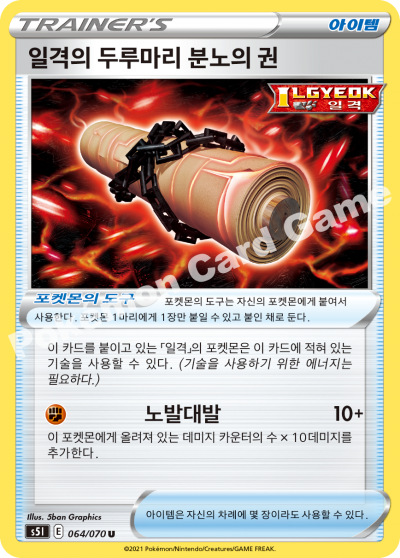 TRAINER'S
아이템
일격의 두루마리 분노의 권
ILGYEOK
일격
포켓몬의 도구
포켓몬의 도구는 자신의 포켓몬에게 붙여서
사용한다. 포켓몬 1마리에게 1장만 붙일 수 있고 붙인 채로 둔다.
이 카드를 붙이고 있는 「일격」의 포켓몬은 이 카드에 적혀 있는
기술을 사용할 수 있다. (기술을 사용하기 위한 에너지는
필요하다.)
노발대발 10+
이 포켓몬에게 올려져 있는 데미지 카운터의 수 × 10데미지를
추가한다.
Illus. 5ban Graphics
s5I E 064/070 U
아이템은 자신의 차례에 몇 장이라도 사용할 수 있다.
©2021 Pokémon/Nintendo/Creatures/GAME FREAK.
Pokémon Card Game